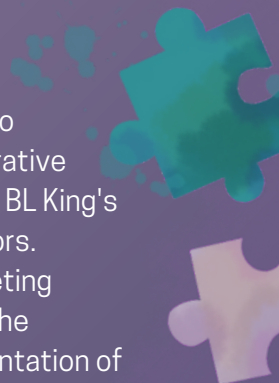 o
rative
BL King's
ors.
eting
he
ntation of